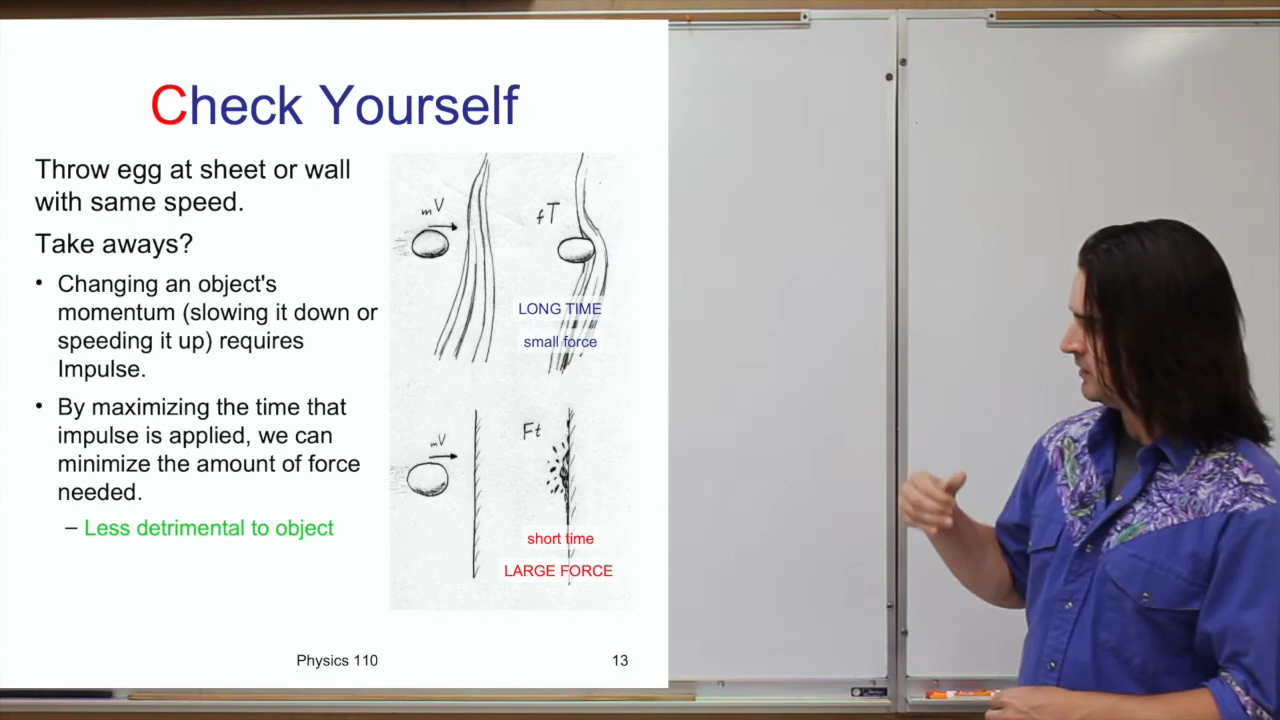 Check Yourself
Throw egg at sheet or wall
with same speed.
Take aways?
• Changing an object's
momentum (slowing it down or
speeding it up) requires
Impulse.
• By maximizing the time that
impulse is applied, we can
minimize the amount of force
needed.
– Less detrimental to object
mV
fT
LONG TIME
small force
mV
Ft
short time
LARGE FORCE
Physics 110
13